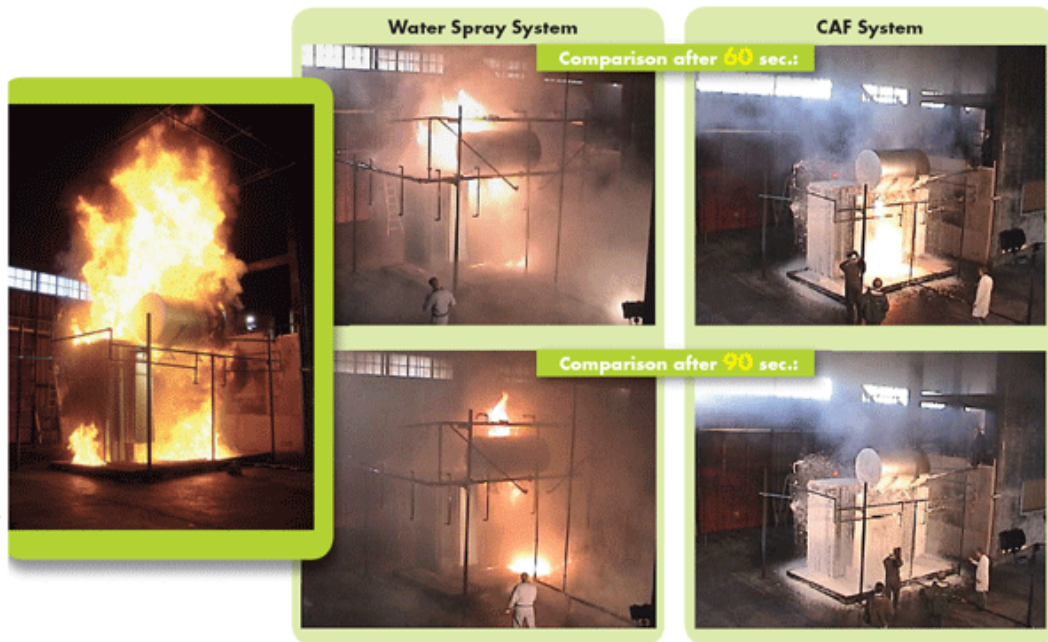 Water Spray System
CAF System
Comparison after 60 sec.:
Comparison after 90 sec.: